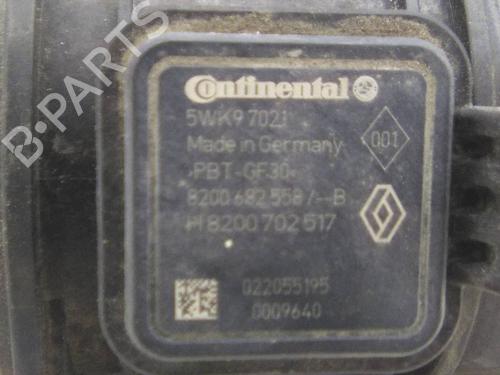 Continental
5WK9 7021
Made in Germany
001
>PBT-GF30<
8200 682 558 /--B
H 8200 702 517
022055195
0009640
B-PARTS